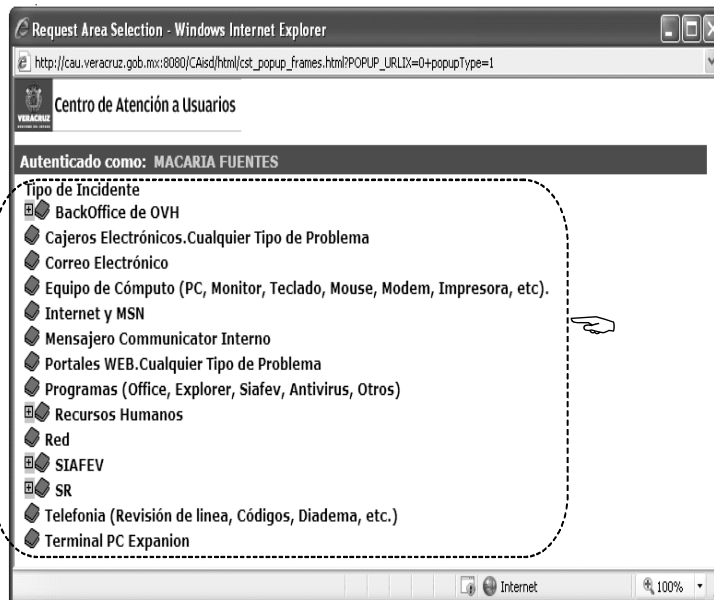 Request Area Selection - Windows Internet Explorer
http://cau.veracruz.gob.mx:8080/CAisd/html/cst_popup_frames.html?POPUP_URLIX=0+popupType=1
VERACRUZ
Centro de Atención a Usuarios
Autenticado como: MACARIA FUENTES
Tipo de Incidente
BackOffice de OVH
Cajeros Electrónicos.Cualquier Tipo de Problema
Correo Electrónico
Equipo de Cómputo (PC, Monitor, Teclado, Mouse, Modem, Impresora, etc).
Internet y MSN
Mensajero Communicator Interno
Portales WEB.Cualquier Tipo de Problema
Programas (Office, Explorer, Siafev, Antivirus, Otros)
Recursos Humanos
Red
SIAFEV
SR
Telefonia (Revisión de linea, Códigos, Diadema, etc.)
Terminal PC Expanion
Internet 100%